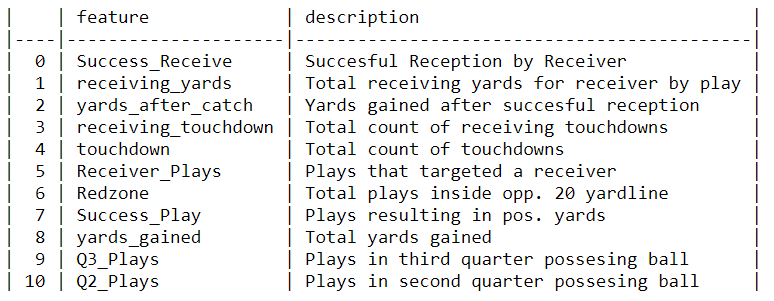 |    | feature             | description                                 |
|----|---------------------|---------------------------------------------|
|  0 | Success_Receive     | Succesful Reception by Receiver             |
|  1 | receiving_yards     | Total receiving yards for receiver by play |
|  2 | yards_after_catch   | Yards gained after succesful reception      |
|  3 | receiving_touchdown | Total count of receiving touchdowns         |
|  4 | touchdown           | Total count of touchdowns                   |
|  5 | Receiver_Plays      | Plays that targeted a receiver              |
|  6 | Redzone             | Total plays inside opp. 20 yardline         |
|  7 | Success_Play        | Plays resulting in pos. yards               |
|  8 | yards_gained        | Total yards gained                          |
|  9 | Q3_Plays            | Plays in third quarter possesing ball       |
| 10 | Q2_Plays            | Plays in second quarter possesing ball      |